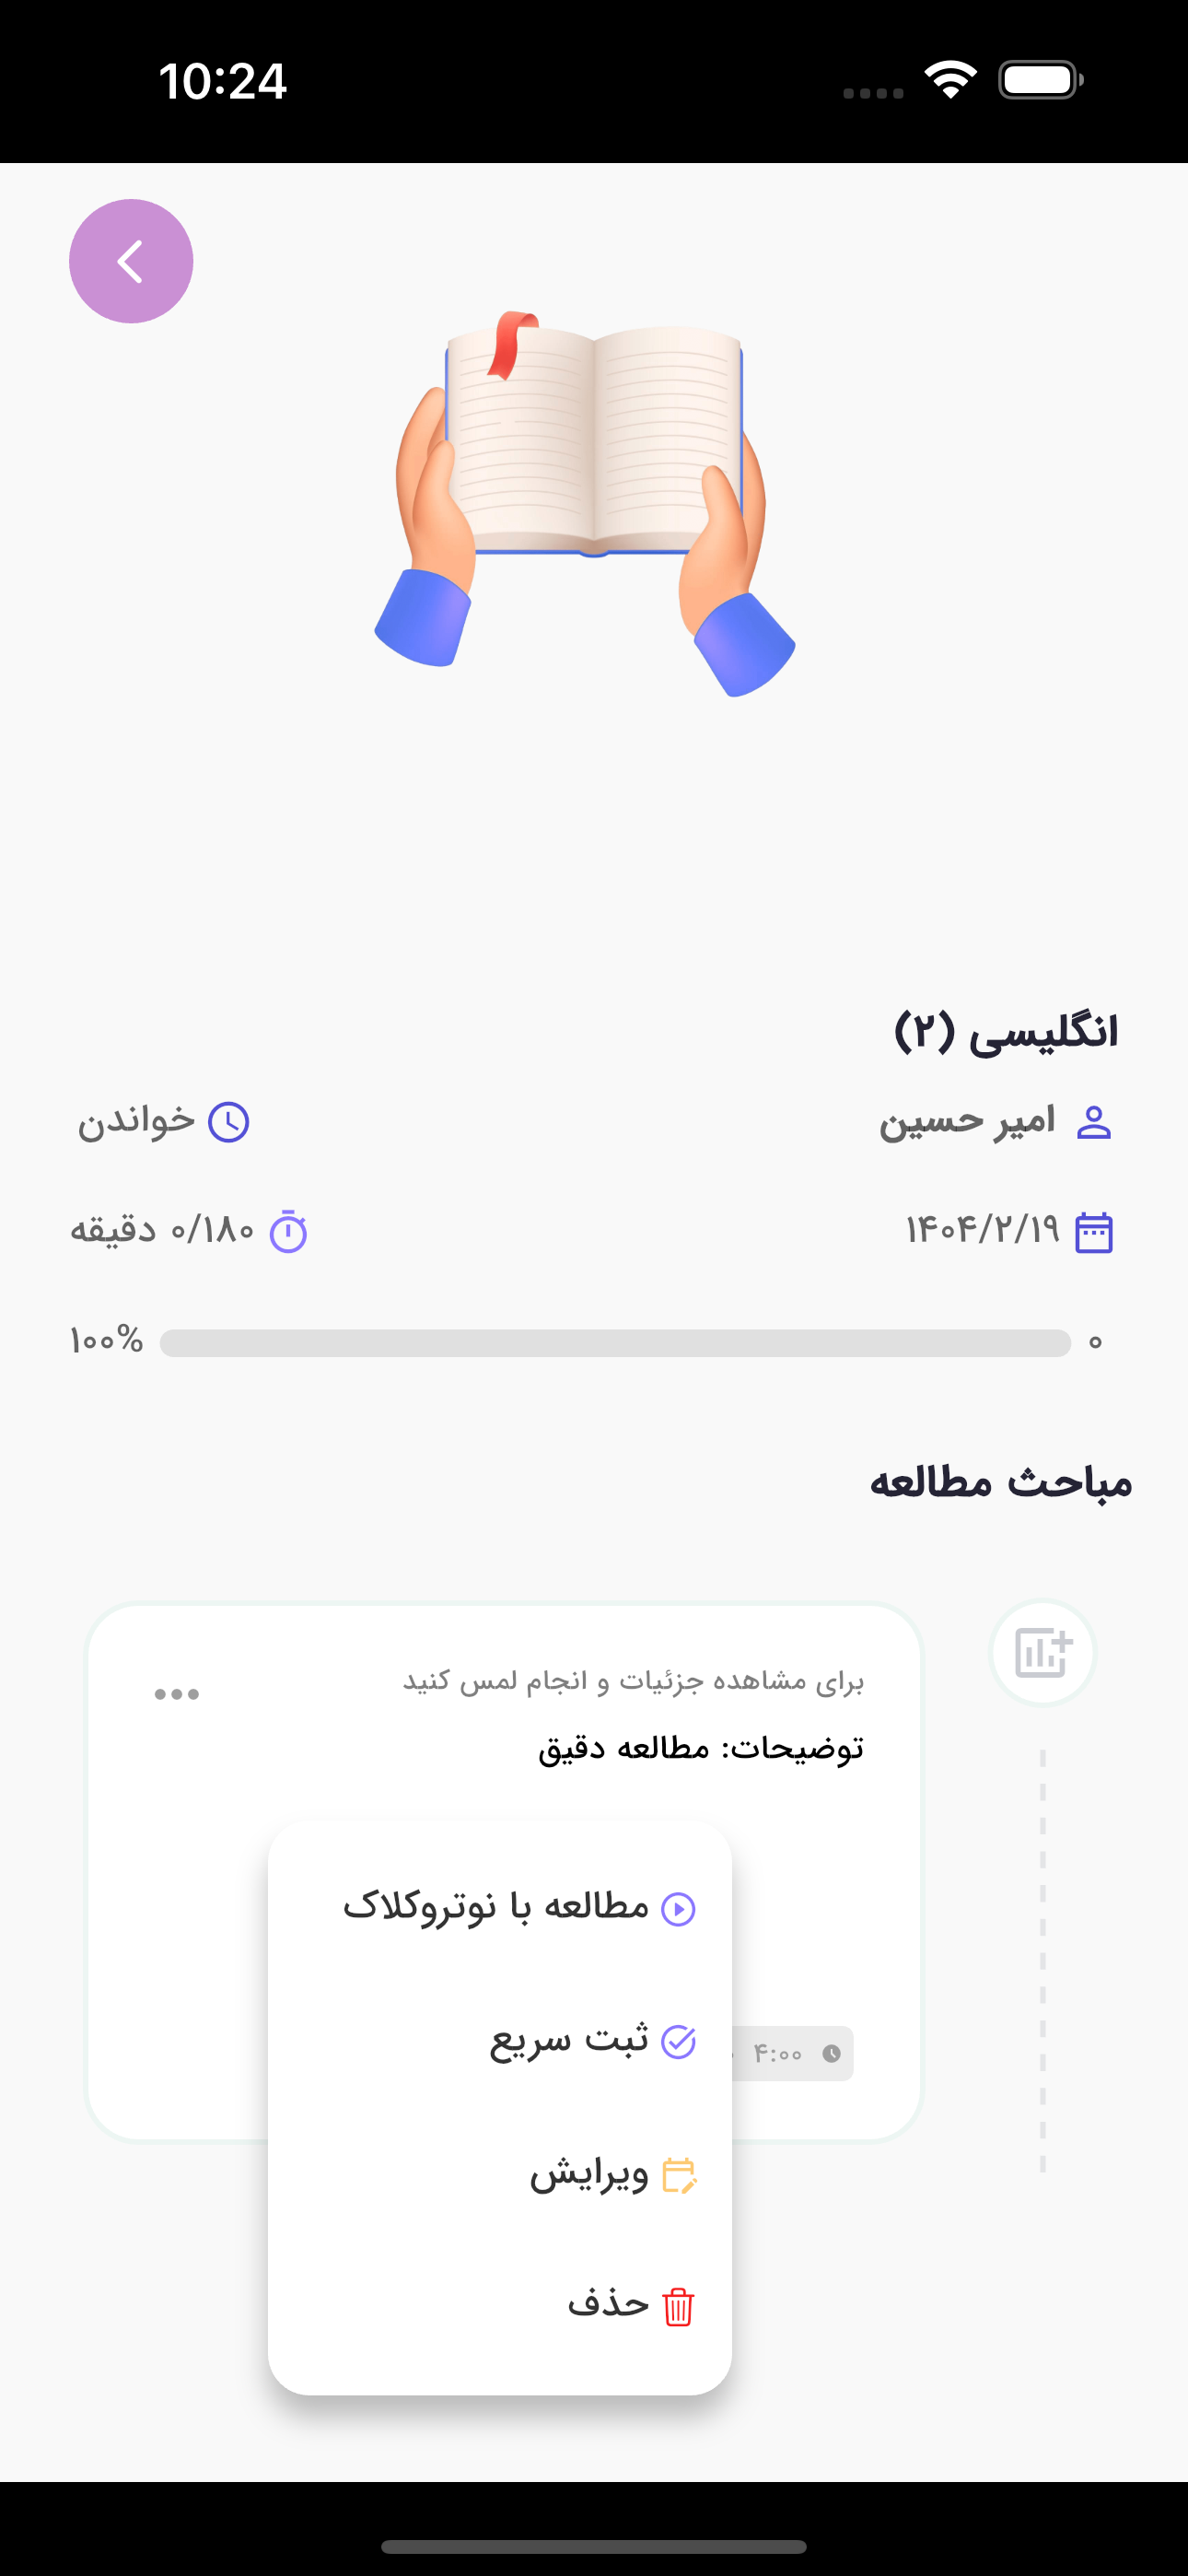 10:24
انگلیسی (۲)
امیر حسین
خواندن
۱۴۰۴/۲/۱۹
۰/۱۸۰ دقیقه
۰
۱۰۰%
مباحث مطالعه
برای مشاهده جزئیات و انجام لمس کنید
توضیحات: مطالعه دقیق
مطالعه با نوتروکلاک
ثبت سریع
۴:۰۰
ویرایش
حذف